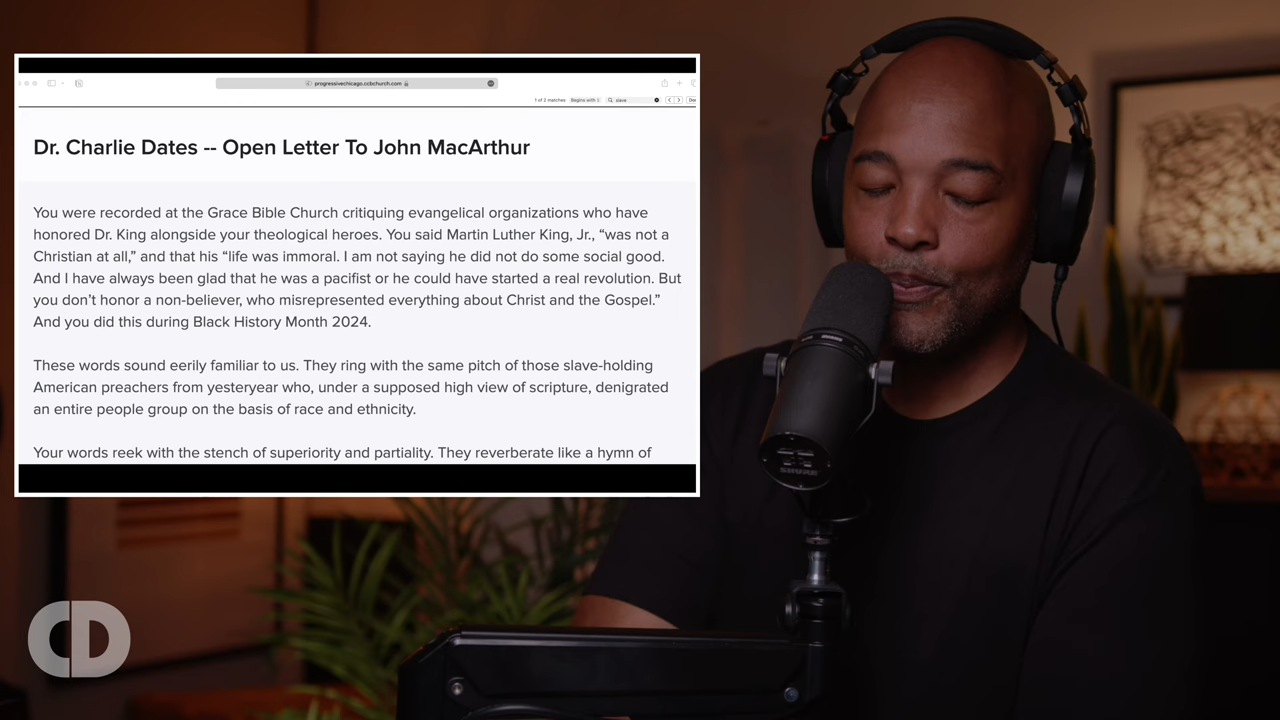 progressivechicago.ccbchurch.com
1 of 2 matches Begins with slave
Dr. Charlie Dates -- Open Letter To John MacArthur
You were recorded at the Grace Bible Church critiquing evangelical organizations who have
honored Dr. King alongside your theological heroes. You said Martin Luther King, Jr., “was not a
Christian at all,” and that his “life was immoral. I am not saying he did not do some social good.
And I have always been glad that he was a pacifist or he could have started a real revolution. But
you don’t honor a non-believer, who misrepresented everything about Christ and the Gospel.”
And you did this during Black History Month 2024.
These words sound eerily familiar to us. They ring with the same pitch of those slave-holding
American preachers from yesteryear who, under a supposed high view of scripture, denigrated
an entire people group on the basis of race and ethnicity.
Your words reek with the stench of superiority and partiality. They reverberate like a hymn of
SHURE
CD